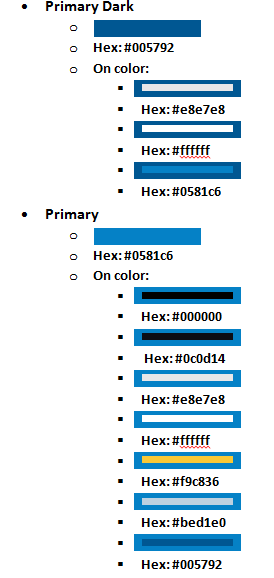 Primary Dark
Hex: #005792
On color:
Hex: #e8e7e8
Hex: #ffffff
Hex: #0581c6
Primary
Hex: #0581c6
On color:
Hex: #000000
Hex: #0c0d14
Hex: #e8e7e8
Hex: #ffffff
Hex: #f9c836
Hex: #bed1e0
Hex: #005792